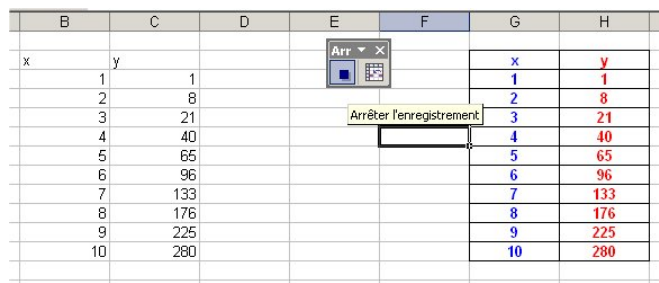 B C D E F G H
Arr
x y x y
1 1 1 1
2 8 2 8
Arrêter l'enregistrement
3 21 3 21
4 40 4 40
5 65 5 65
6 96 6 96
7 133 7 133
8 176 8 176
9 225 9 225
10 280 10 280